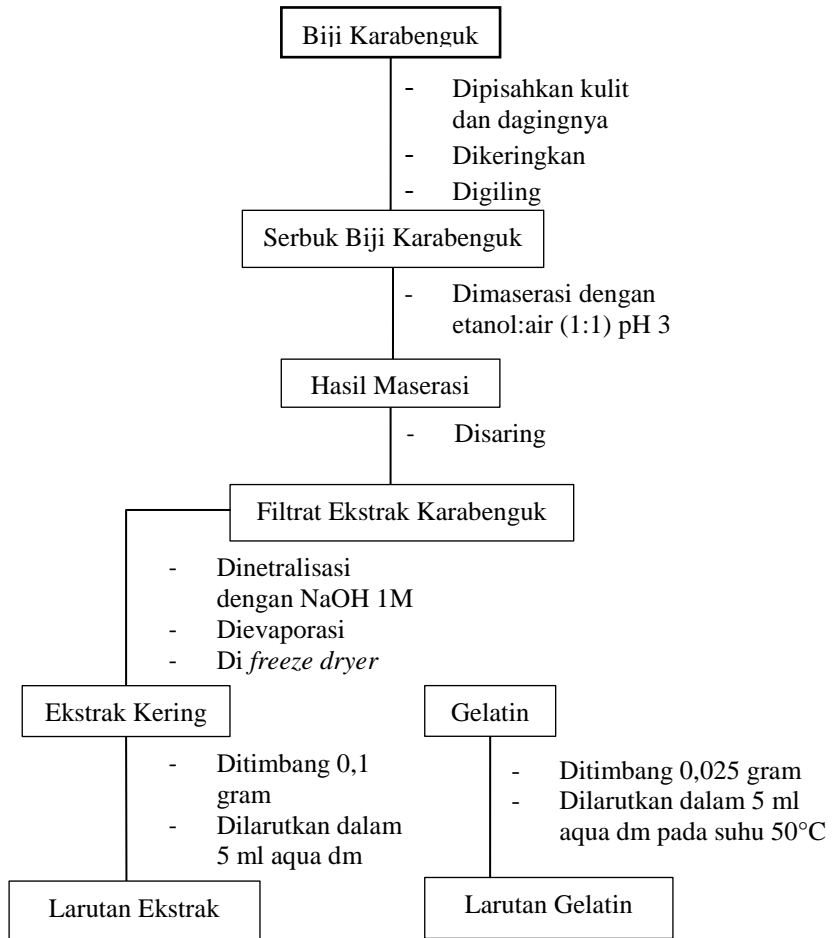 Biji Karabenguk
- Dipisahkan kulit
dan dagingnya
- Dikeringkan
- Digiling
Serbuk Biji Karabenguk
- Dimaserasi dengan
etanol:air (1:1) pH 3
Hasil Maserasi
- Disaring
Filtrat Ekstrak Karabenguk
- Dinetralisasi
dengan NaOH 1M
- Dievaporasi
- Di freeze dryer
Ekstrak Kering
- Ditimbang 0,1
gram
- Dilarutkan dalam
5 ml aqua dm
Larutan Ekstrak
Gelatin
- Ditimbang 0,025 gram
- Dilarutkan dalam 5 ml
aqua dm pada suhu 50°C
Larutan Gelatin